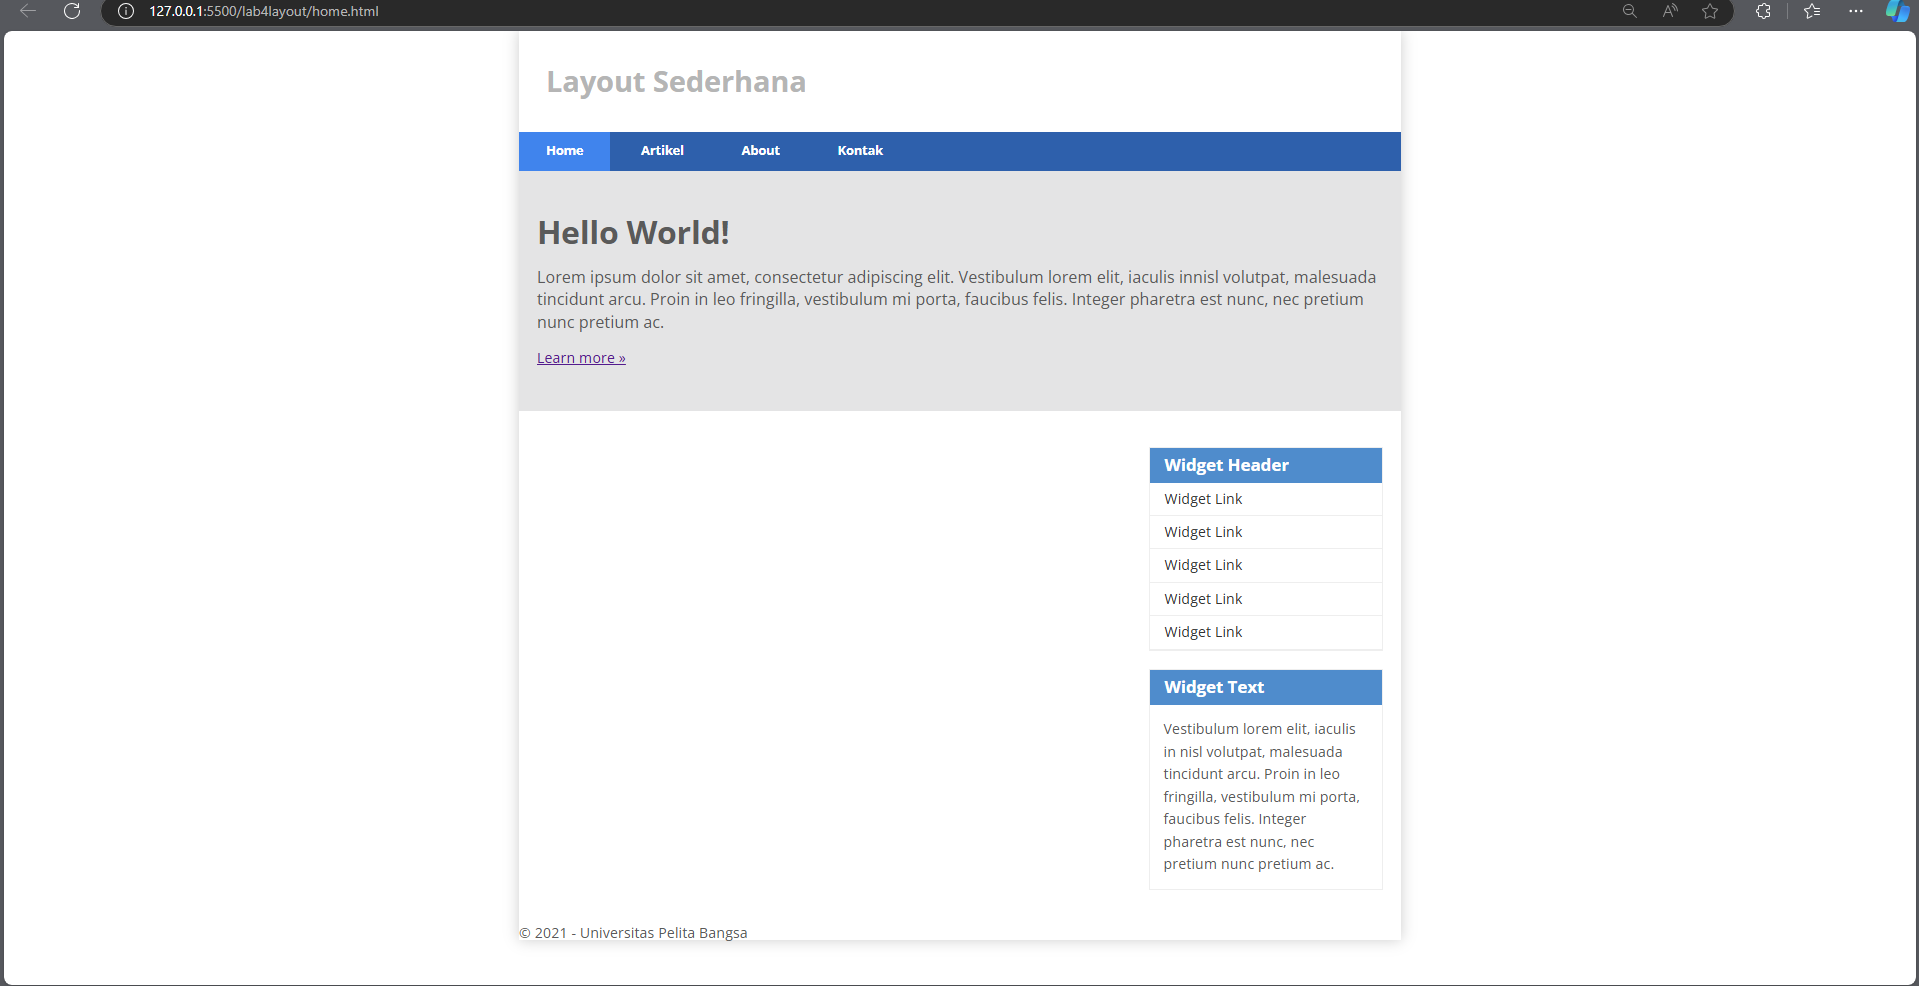 127.0.0.1:5500/lab4layout/home.html
Layout Sederhana
Home Artikel About Kontak
Hello World!
Lorem ipsum dolor sit amet, consectetur adipiscing elit. Vestibulum lorem elit, iaculis innisl volutpat, malesuada
tincidunt arcu. Proin in leo fringilla, vestibulum mi porta, faucibus felis. Integer pharetra est nunc, nec pretium
nunc pretium ac.
Learn more »
Widget Header
Widget Link
Widget Link
Widget Link
Widget Link
Widget Link
Widget Text
Vestibulum lorem elit, iaculis
in nisl volutpat, malesuada
tincidunt arcu. Proin in leo
fringilla, vestibulum mi porta,
faucibus felis. Integer
pharetra est nunc, nec
pretium nunc pretium ac.
© 2021 - Universitas Pelita Bangsa